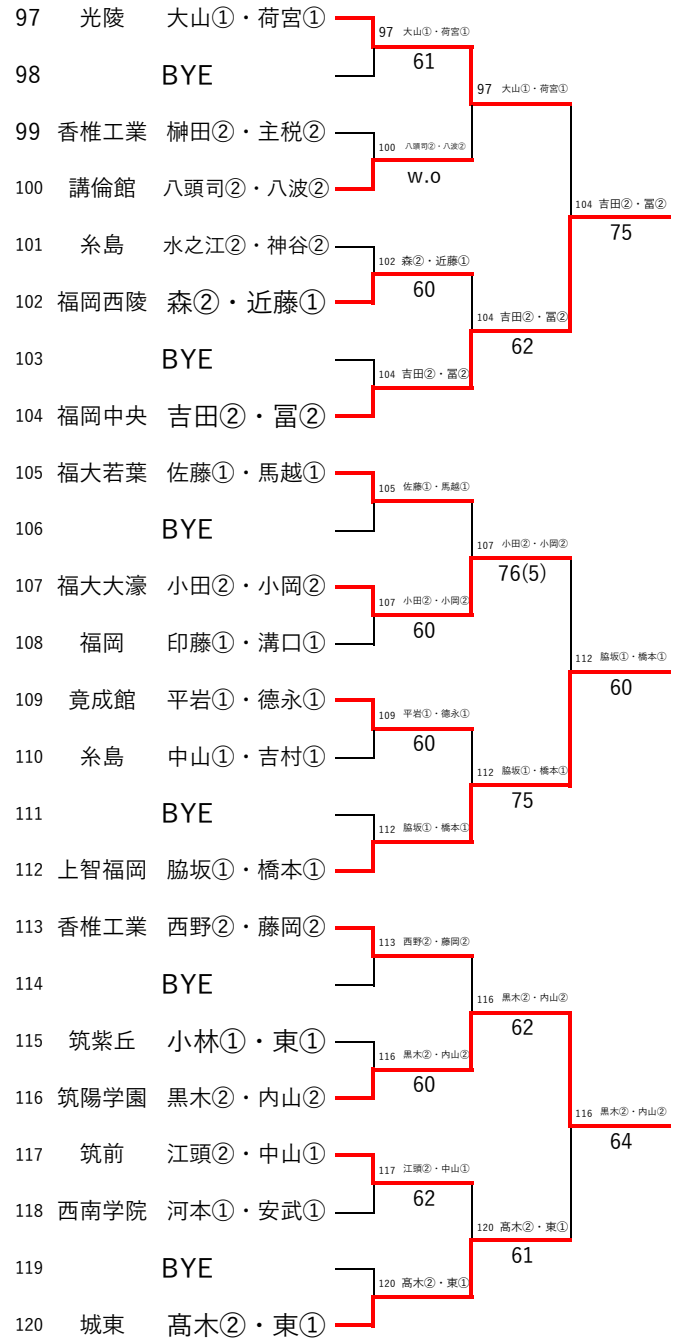 97 光陵 大山①・荷宮①
97 大山①・荷宮①
61
98 BYE
97 大山①・荷宮①
99 香椎工業 榊田②・主税②
100 八頭司②・八波②
w.o
100 講倫館 八頭司②・八波②
104 吉田②・冨②
75
101 糸島 水之江②・神谷②
102 森②・近藤①
60
102 福岡西陵 森②・近藤①
104 吉田②・冨②
62
103 BYE
104 吉田②・冨②
104 福岡中央 吉田②・冨②
105 福大若葉 佐藤①・馬越①
105 佐藤①・馬越①
106 BYE
107 小田②・小岡②
76(5)
107 福大大濠 小田②・小岡②
107 小田②・小岡②
60
108 福岡 印藤①・溝口①
112 脇坂①・橋本①
60
109 竟成館 平岩①・德永①
109 平岩①・德永①
60
110 糸島 中山①・吉村①
112 脇坂①・橋本①
75
111 BYE
112 脇坂①・橋本①
112 上智福岡 脇坂①・橋本①
113 香椎工業 西野②・藤岡②
113 西野②・藤岡②
114 BYE
116 黒木②・内山②
62
115 筑紫丘 小林①・東①
116 黒木②・内山②
60
116 筑陽学園 黒木②・内山②
116 黒木②・内山②
64
117 筑前 江頭②・中山①
117 江頭②・中山①
62
118 西南学院 河本①・安武①
120 髙木②・東①
61
119 BYE
120 髙木②・東①
120 城東 髙木②・東①